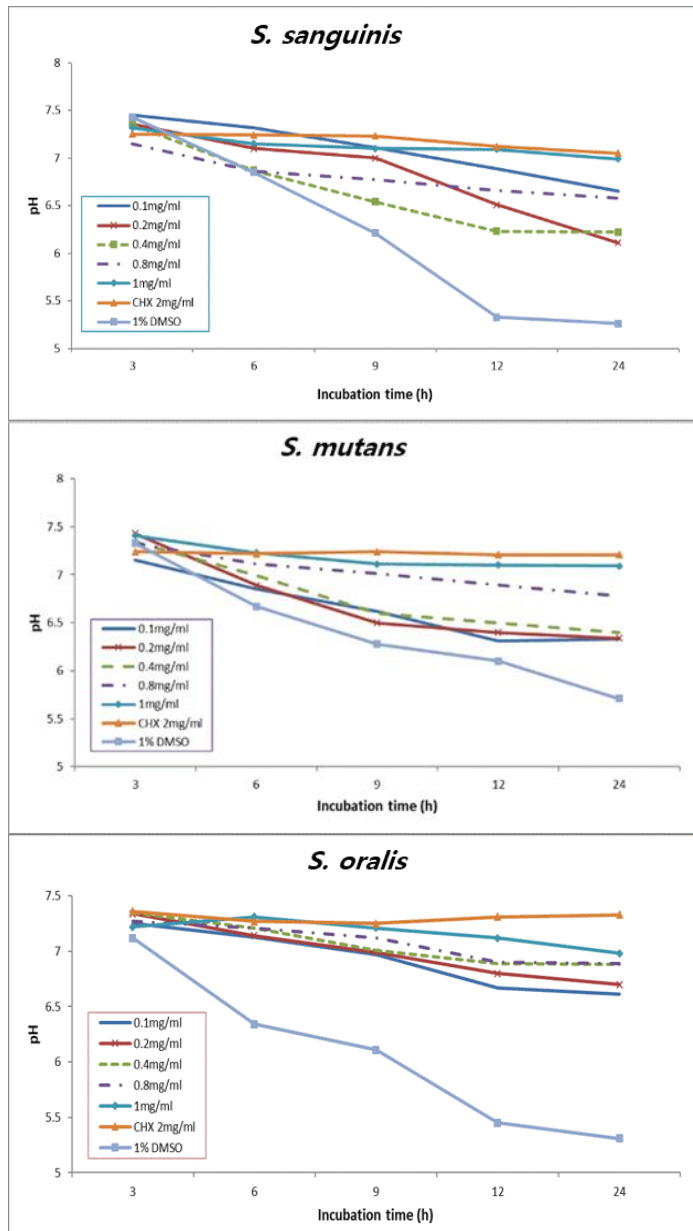 S. sanguinis
8
7.5
7
6.5
6
5.5
5
pH
0.1mg/ml
0.2mg/ml
0.4mg/ml
0.8mg/ml
1mg/ml
CHX 2mg/ml
1% DMSO
3 6 9 12 24
Incubation time (h)
S. mutans
8
7.5
7
6.5
6
5.5
5
pH
0.1mg/ml
0.2mg/ml
0.4mg/ml
0.8mg/ml
1mg/ml
CHX 2mg/ml
1% DMSO
3 6 9 12 24
Incubation time (h)
S. oralis
7.5
7
6.5
6
5.5
5
pH
0.1mg/ml
0.2mg/ml
0.4mg/ml
0.8mg/ml
1mg/ml
CHX 2mg/ml
1% DMSO
3 6 9 12 24
Incubation time (h)